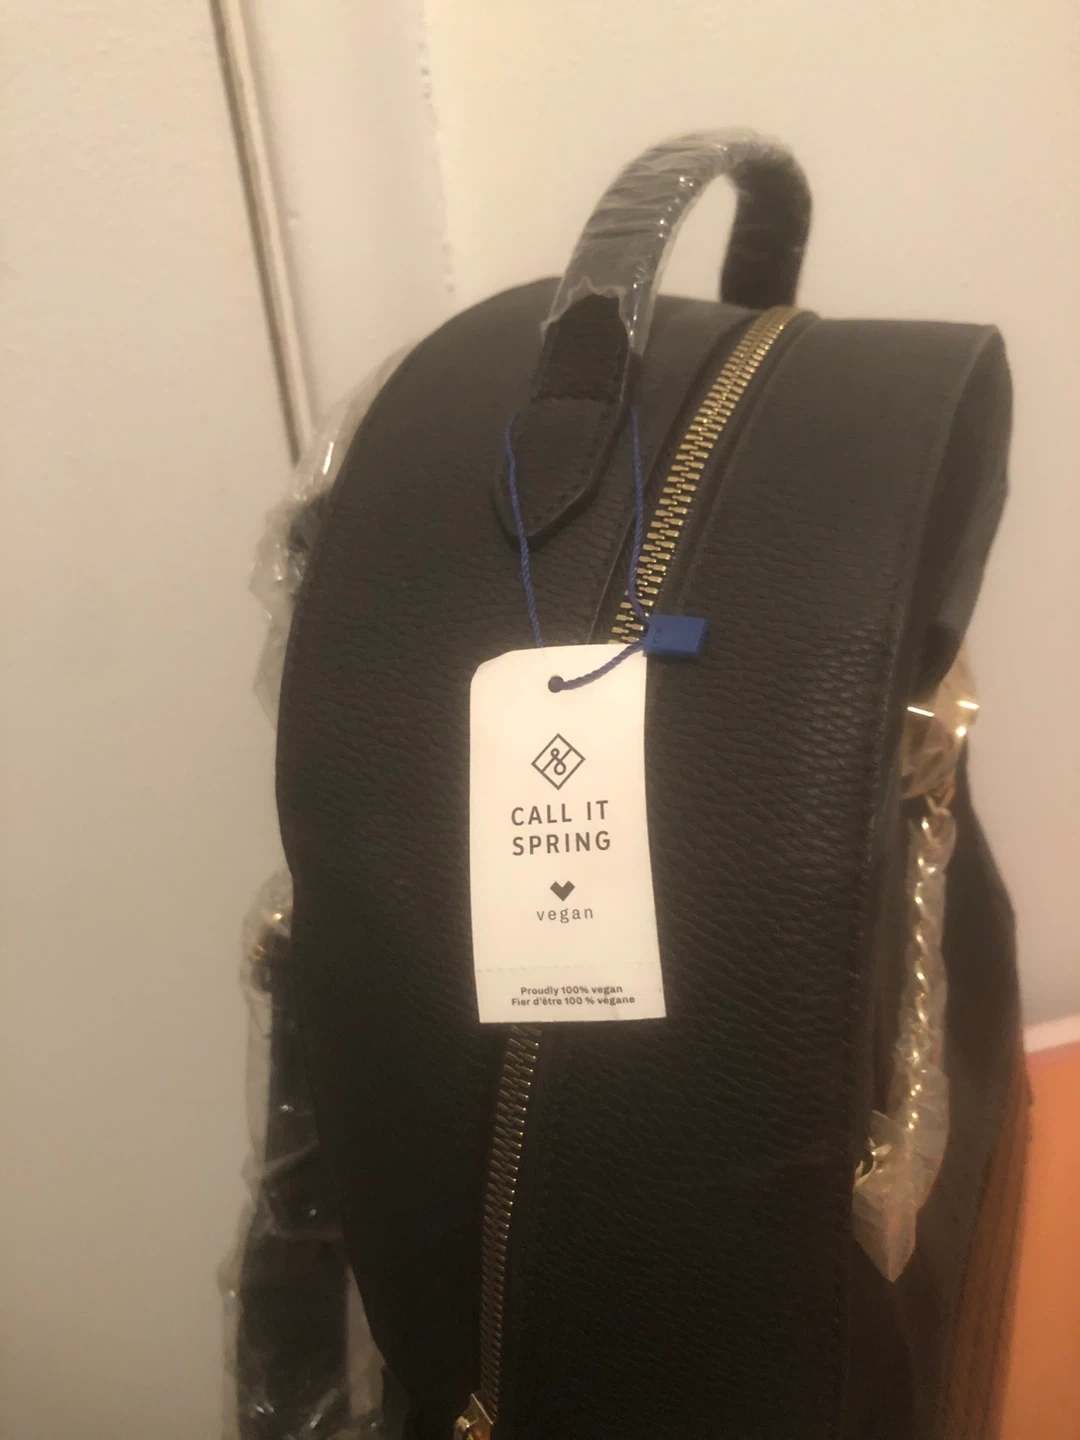 CALL IT
SPRING
vegan
Proudly 100% vegan
Fier d'être 100 % végane